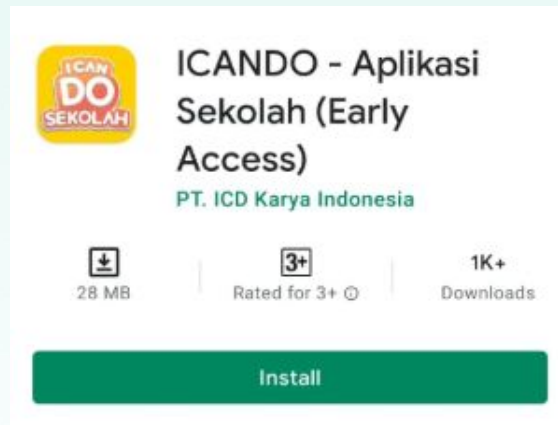 I CAN
DO
SEKOLAH
ICANDO - Aplikasi
Sekolah (Early
Access)
PT. ICD Karya Indonesia
28 MB
3+
Rated for 3+
1K+
Downloads
Install